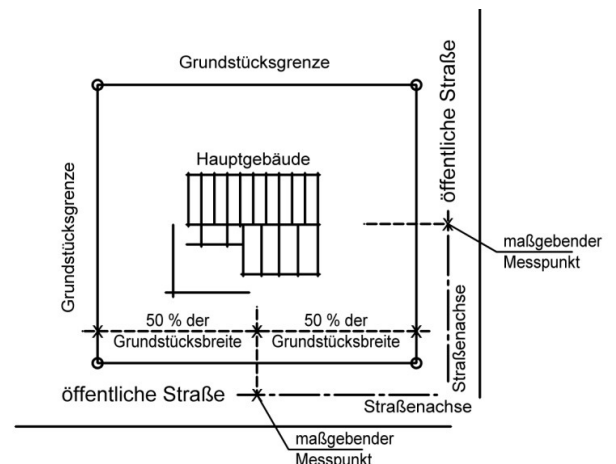 Grundstücksgrenze
öffentliche Straße
Hauptgebäude
Grundstücksgrenze
maßgebender
Messpunkt
50 % der
Grundstücksbreite
50 % der
Grundstücksbreite
Straßenachse
öffentliche Straße
Straßenachse
maßgebender
Messpunkt